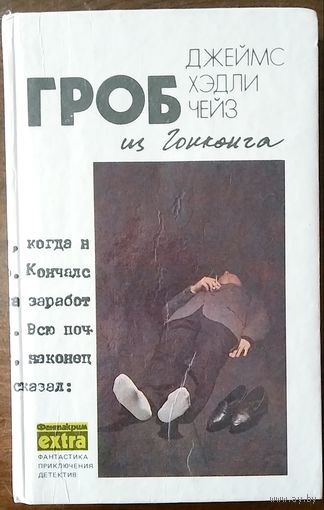 ДЖЕЙМС
ХЭДЛИ
ЧЕЙЗ
ГРОБ
из Гонконга
, когда н
. Кончалс
а заработ
. Всю поч-
, наконец
сказал:
Фантакрим
extra
ФАНТАСТИКА
ПРИКЛЮЧЕНИЯ
ДЕТЕКТИВ